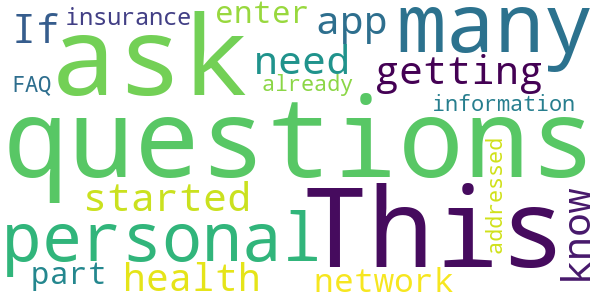 If insurance enter app many
ask need getting
FAQ already information
questions
started This addressed know
personal
part health network